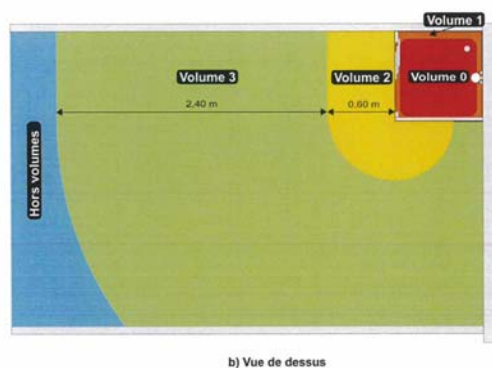 Volume 1
Volume 3
Volume 2
Volume 0
2,40 m
0,60 m
Hors volumes
b) Vue de dessus